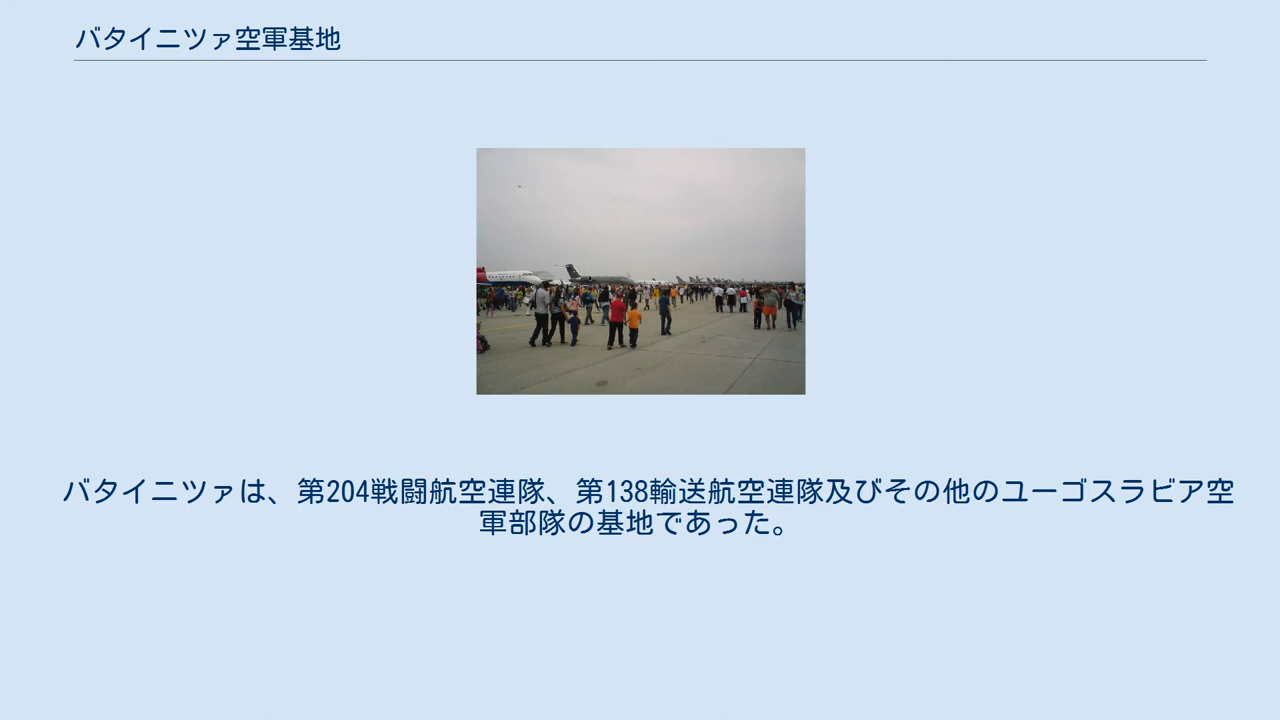 バタイニツァ空軍基地
バタイニツァは、第204戦闘航空連隊、第138輸送航空連隊及びその他のユーゴスラビア空
軍部隊の基地であった。